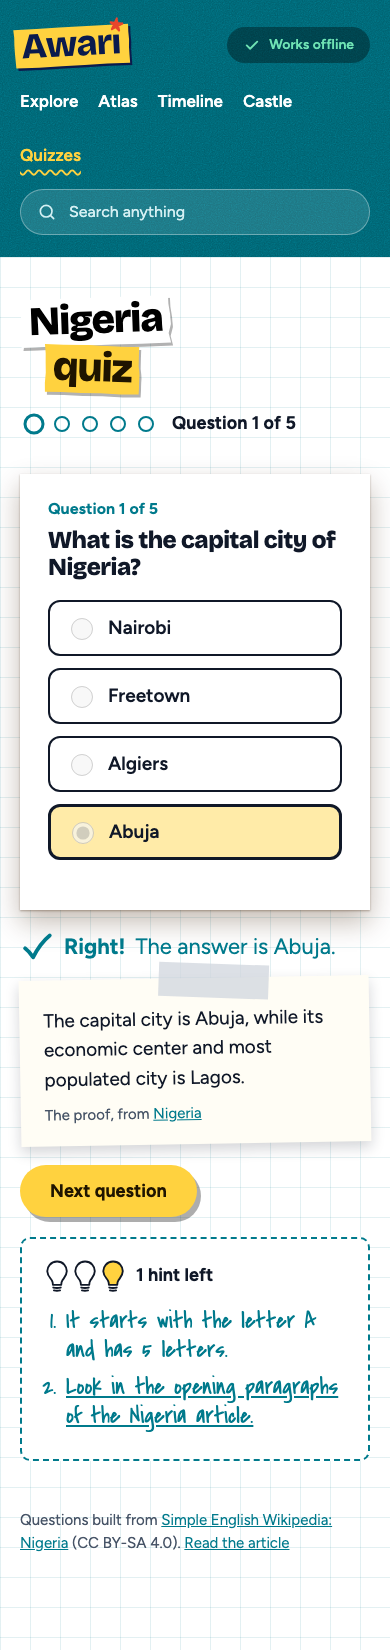 Awari
Works offline
Explore Atlas Timeline Castle
Quizzes
Search anything
Nigeria
quiz
Question 1 of 5
Question 1 of 5
What is the capital city of
Nigeria?
Nairobi
Freetown
Algiers
Abuja
Right! The answer is Abuja.
The capital city is Abuja, while its
economic center and most
populated city is Lagos.
The proof, from Nigeria
Next question
1 hint left
1. It starts with the letter A
and has 5 letters.
2. Look in the opening paragraphs
of the Nigeria article.
Questions built from Simple English Wikipedia:
Nigeria (CC BY-SA 4.0). Read the article